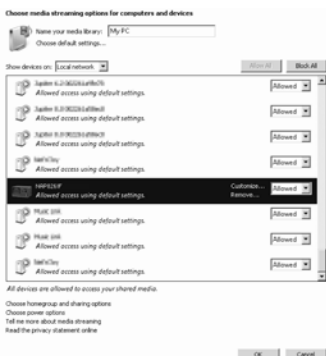 Choose media streaming options for computers and devices
Name your media library: My PC
Choose default settings...
Show devices on: Local network
Allow All Block All
Allowed
Allowed access using default settings.
Allowed
Allowed access using default settings.
Allowed
Allowed access using default settings.
Allowed
Allowed access using default settings.
Customize...
Allowed access using default settings. Remove... Allowed
Allowed
Allowed access using default settings.
Allowed
Allowed access using default settings.
Allowed
Allowed access using default settings.
All devices are allowed to access your shared media.
Choose homegroup and sharing options
Choose power options
Tell me more about media streaming
Read the privacy statement online
OK Cancel